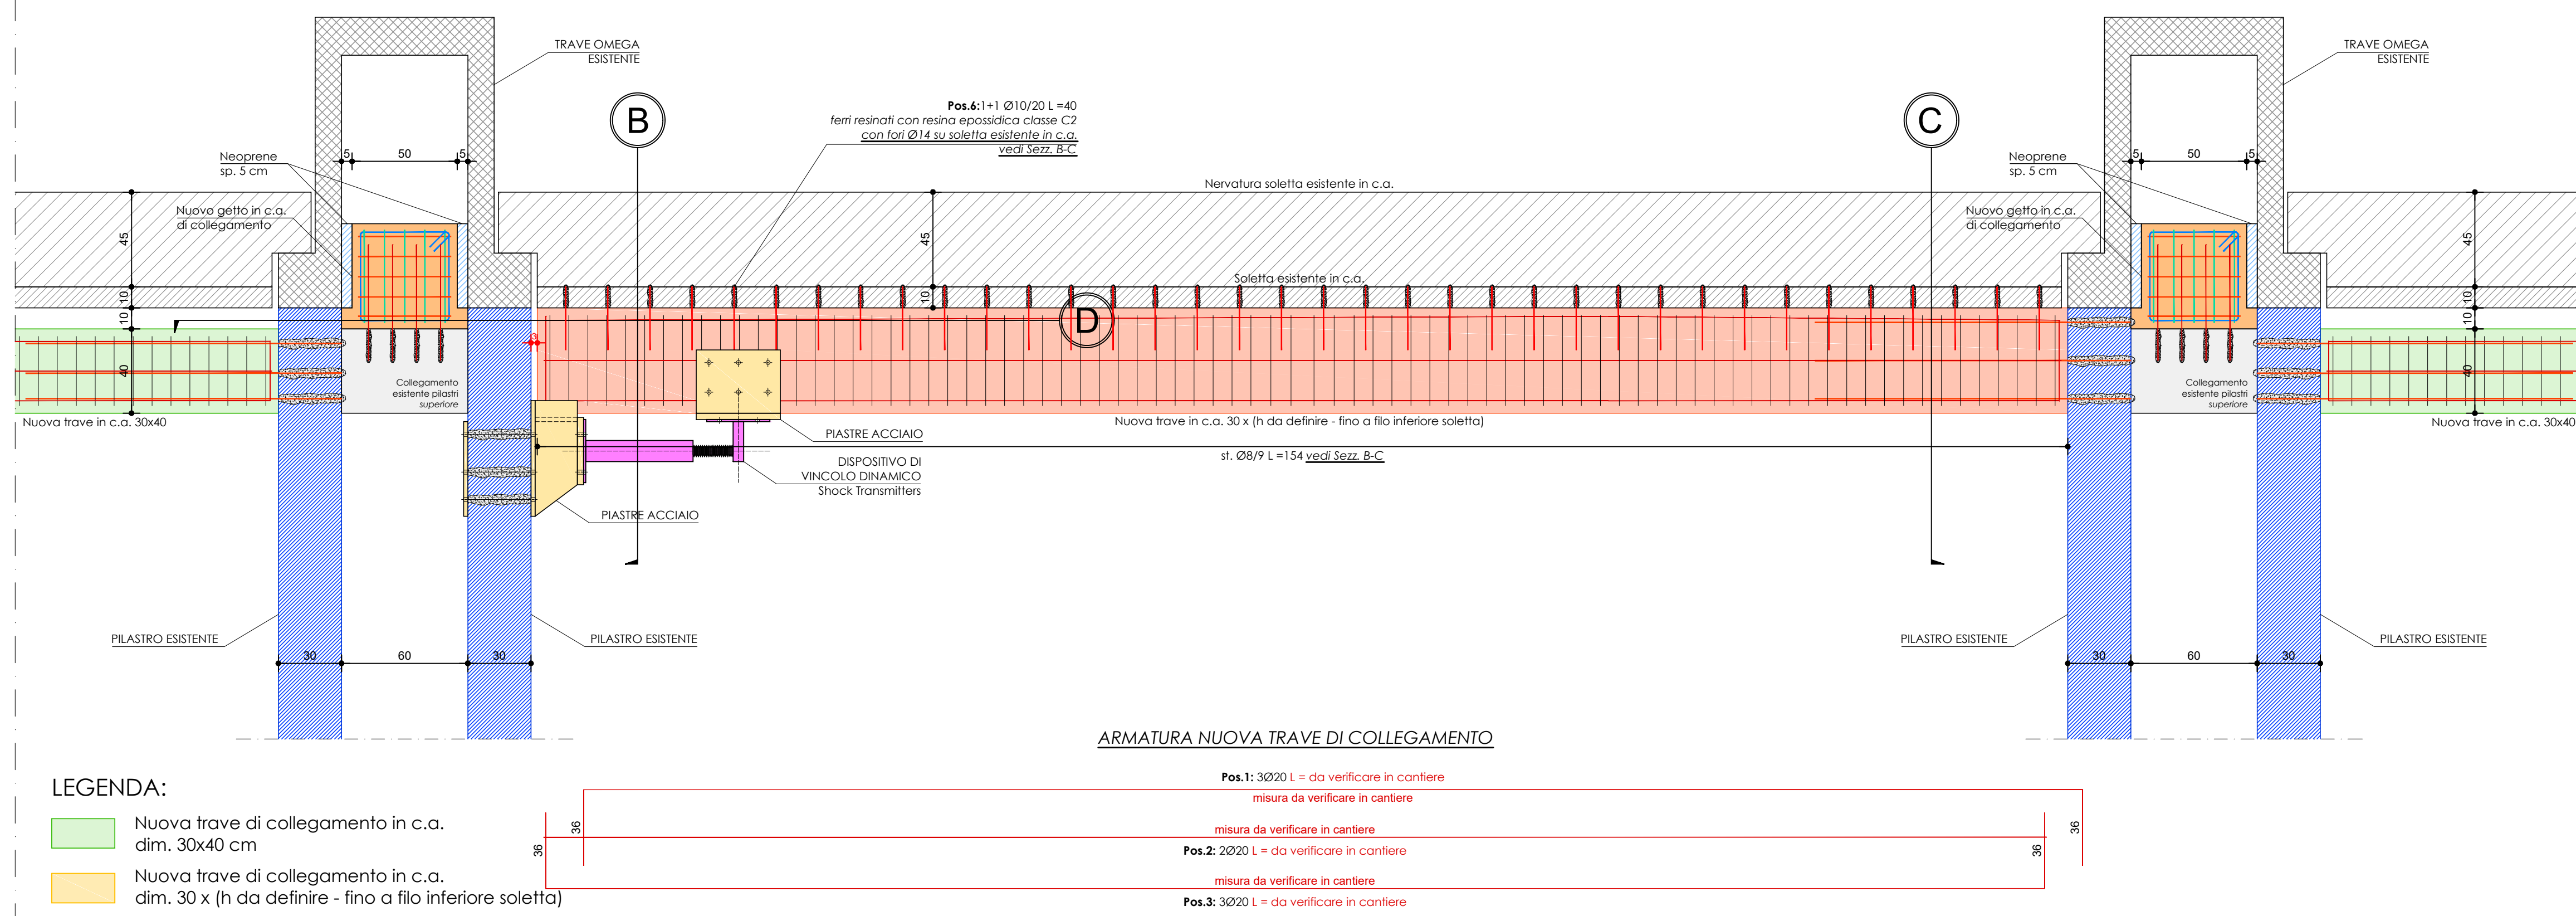 TRAVE OMEGA
ESISTENTE
TRAVE OMEGA
ESISTENTE
B
C
Pos.6:1+1 Ø10/20 L =40
ferri resinati con resina epossidica classe C2
con fori Ø14 su soletta esistente in c.a.
vedi Sezz. B-C
Neoprene
sp. 5 cm
5 50 5
Nervatura soletta esistente in c.a.
Neoprene
sp. 5 cm
5 50 5
Nuovo getto in c.a.
di collegamento
Nuovo getto in c.a.
di collegamento
45
45
45
Soletta esistente in c.a.
10
10
10
10
10
D
3
40
40
Collegamento
esistente pilastri
superiore
Collegamento
esistente pilastri
superiore
Nuova trave in c.a. 30x40
Nuova trave in c.a. 30 x (h da definire - fino a filo inferiore soletta)
Nuova trave in c.a. 30x40
PIASTRE ACCIAIO
st. Ø8/9 L =154 vedi Sezz. B-C
DISPOSITIVO DI
VINCOLO DINAMICO
Shock Transmitters
PIASTRE ACCIAIO
PILASTRO ESISTENTE
PILASTRO ESISTENTE
PILASTRO ESISTENTE
PILASTRO ESISTENTE
30 60 30
30 60 30
ARMATURA NUOVA TRAVE DI COLLEGAMENTO
Pos.1: 3Ø20 L = da verificare in cantiere
misura da verificare in cantiere
36
36
misura da verificare in cantiere
Pos.2: 2Ø20 L = da verificare in cantiere
36
36
misura da verificare in cantiere
Pos.3: 3Ø20 L = da verificare in cantiere
LEGENDA:
Nuova trave di collegamento in c.a.
dim. 30x40 cm
Nuova trave di collegamento in c.a.
dim. 30 x (h da definire - fino a filo inferiore soletta)